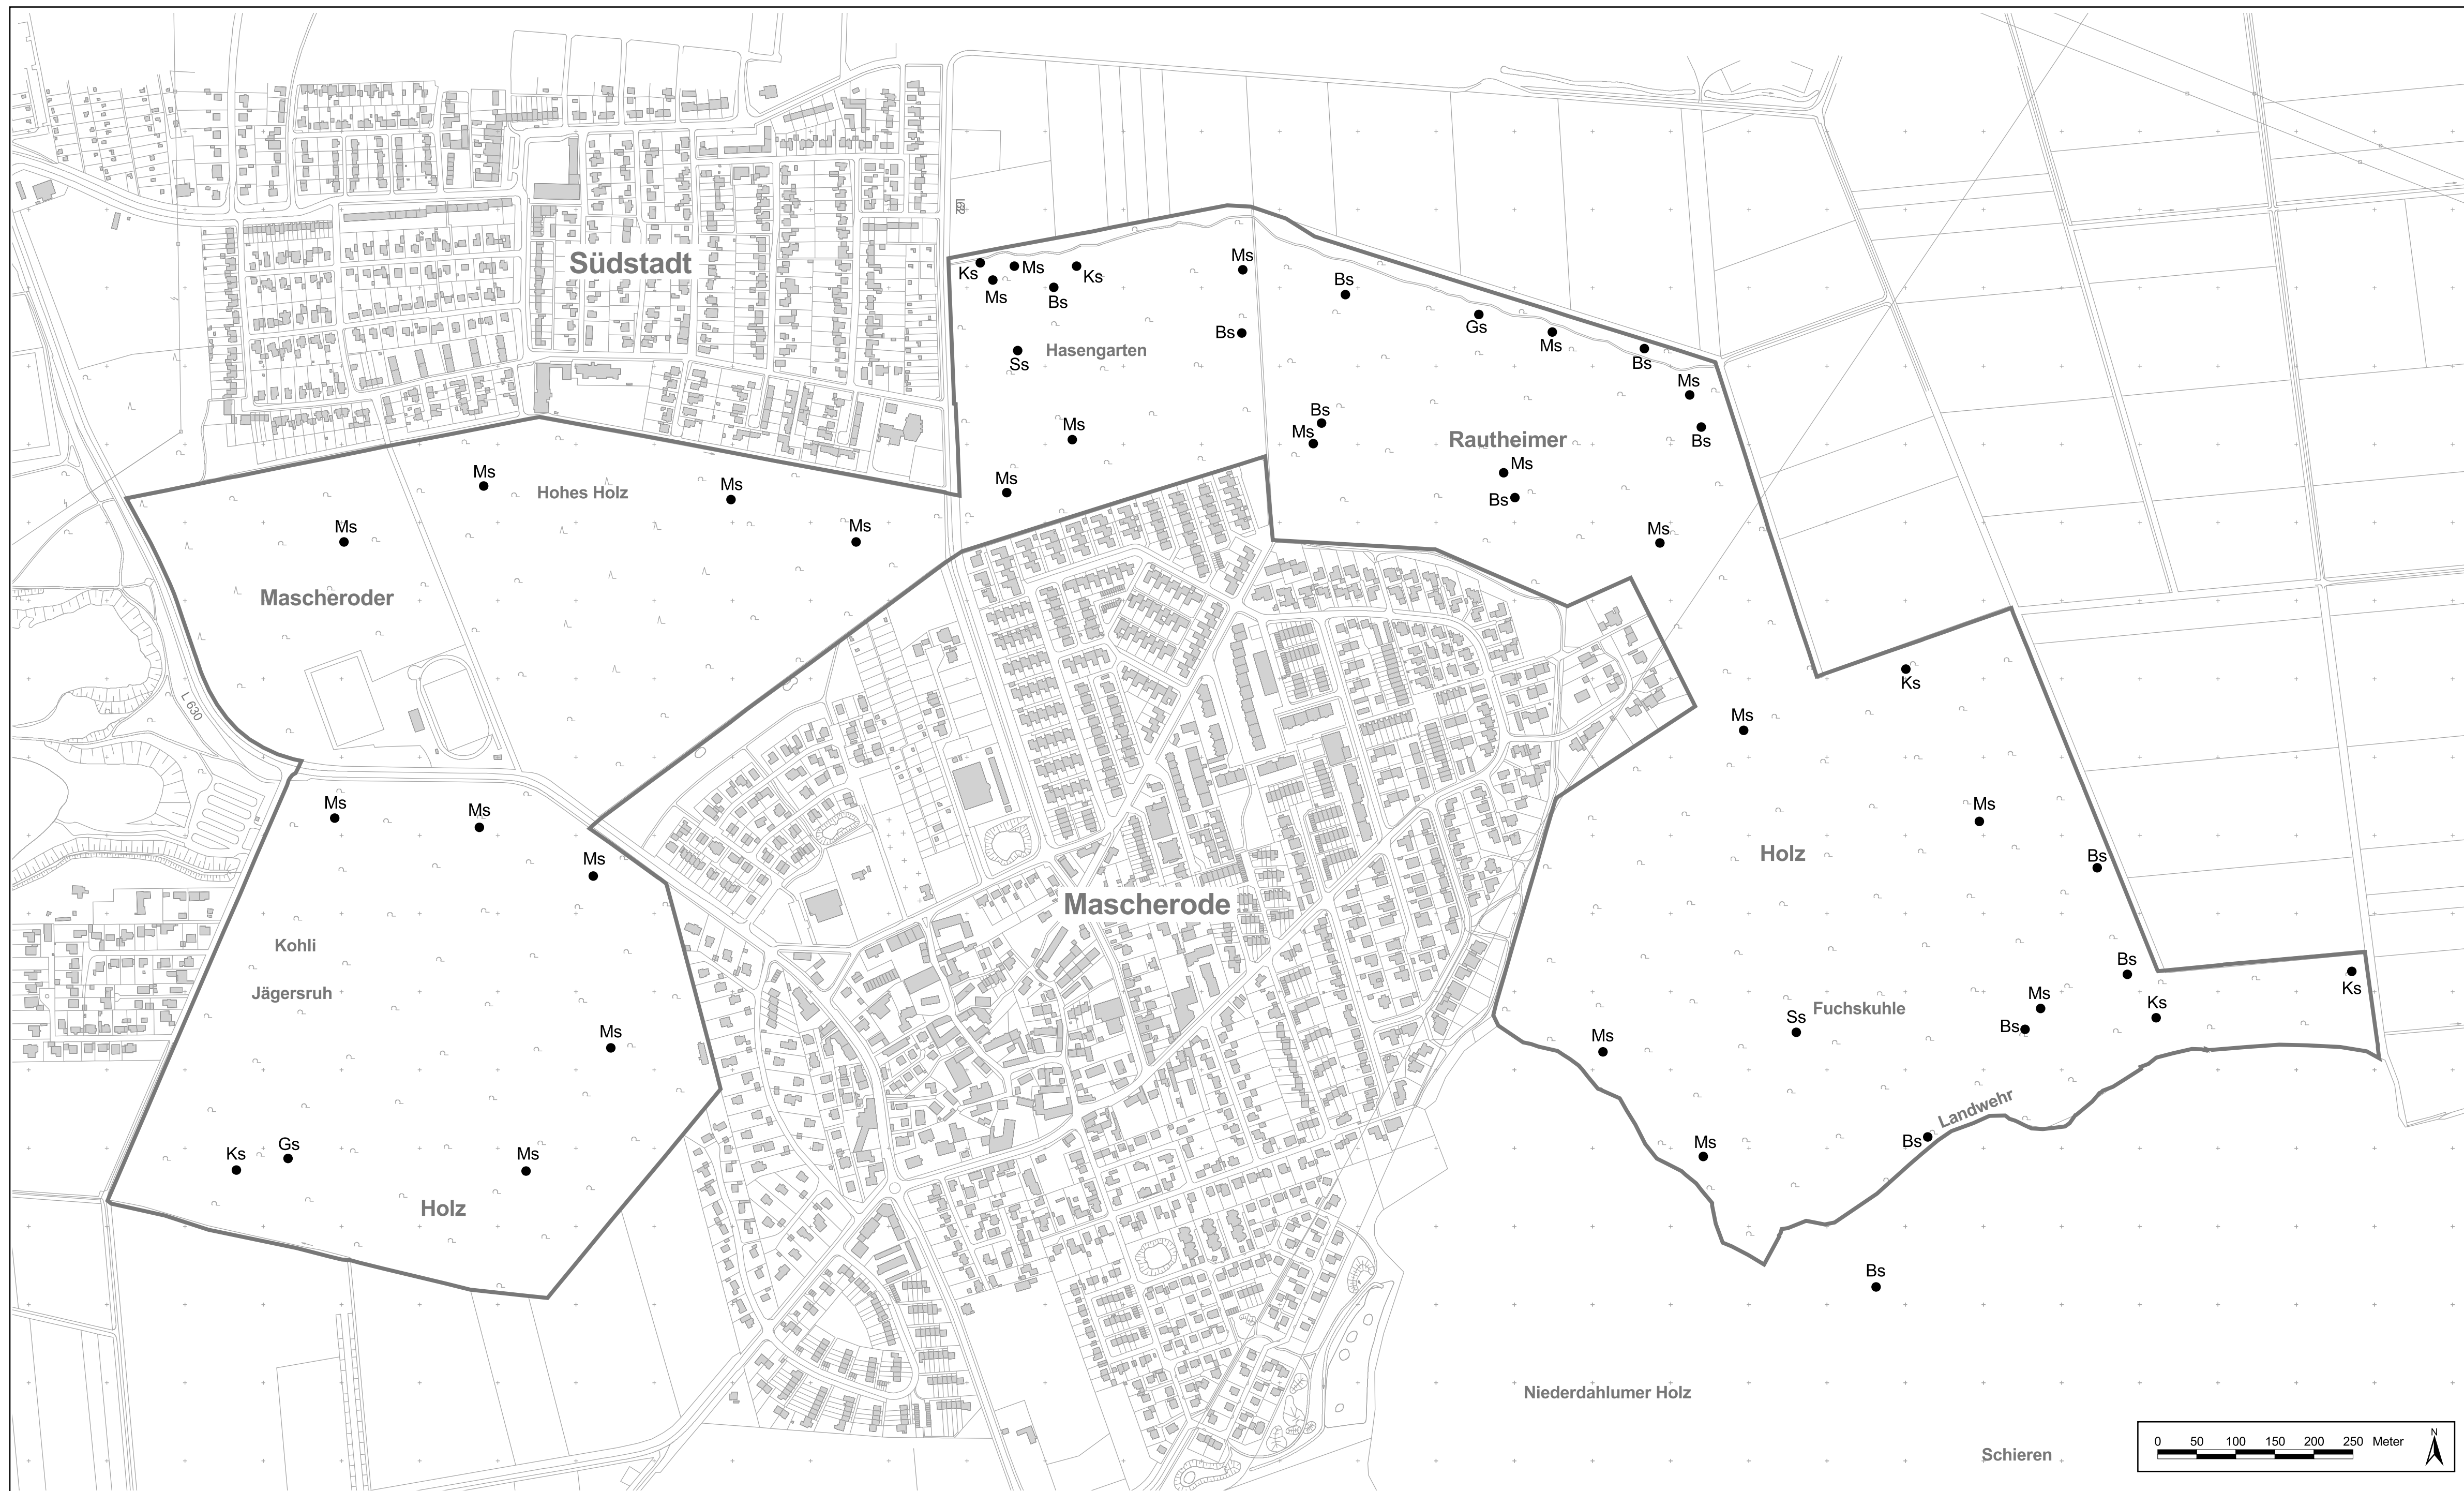 L632
Südstadt
Ks
Ms
Ms
Bs
Ks
Ms
Bs
Bs
Gs
Ms
Bs
Ss
Hasengarten
Ms
Bs
Ms
Bs
Ms
Rautheimer
Ms
Bs
Ms
Ms
Ms
Hohes Holz
Ms
Ms
Ms
Mascheroder
L 630
Ks
Ms
Ms
Ms
Ms
Ms
Bs
Holz
Mascherode
Kohli
Jägersruh
Bs
Ks
Ms
Ks
Fuchskuhle
Ss
Bs
Ms
Ms
Landwehr
Bs
Ms
Ks
Gs
Ms
Holz
Bs
Niederdahlumer Holz
Schieren
0 50 100 150 200 250 Meter
N